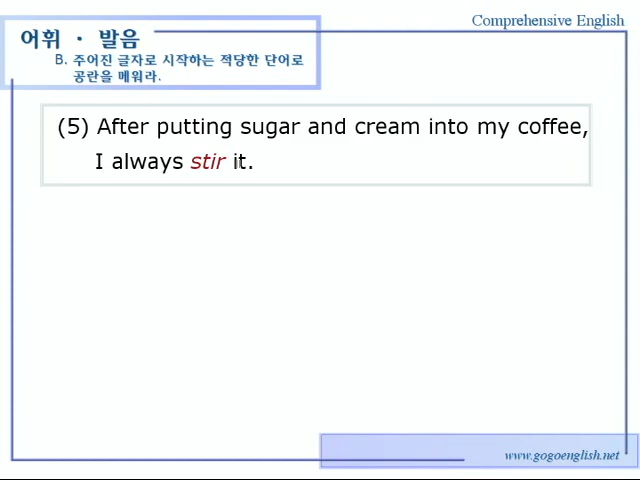 Comprehensive English
어휘 · 발음
B. 주어진 글자로 시작하는 적당한 단어로
공란을 메워라.
(5) After putting sugar and cream into my coffee,
I always stir it.
www.gogoenglish.net